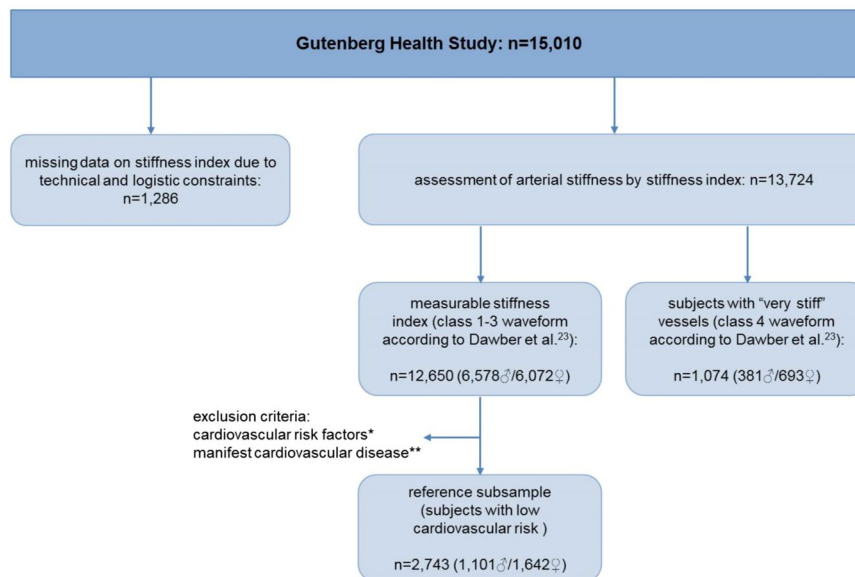 Gutenberg Health Study: n=15,010
missing data on stiffness index due to
technical and logistic constraints:
n=1,286
assessment of arterial stiffness by stiffness index: n=13,724
measurable stiffness
index (class 1-3 waveform
according to Dawber et al.²³):
n=12,650 (6,578♂/6,072♀)
subjects with “very stiff”
vessels (class 4 waveform
according to Dawber et al.²³):
n=1,074 (381♂/693♀)
exclusion criteria:
cardiovascular risk factors*
manifest cardiovascular disease**
reference subsample
(subjects with low
cardiovascular risk )
n=2,743 (1,101♂/1,642♀)